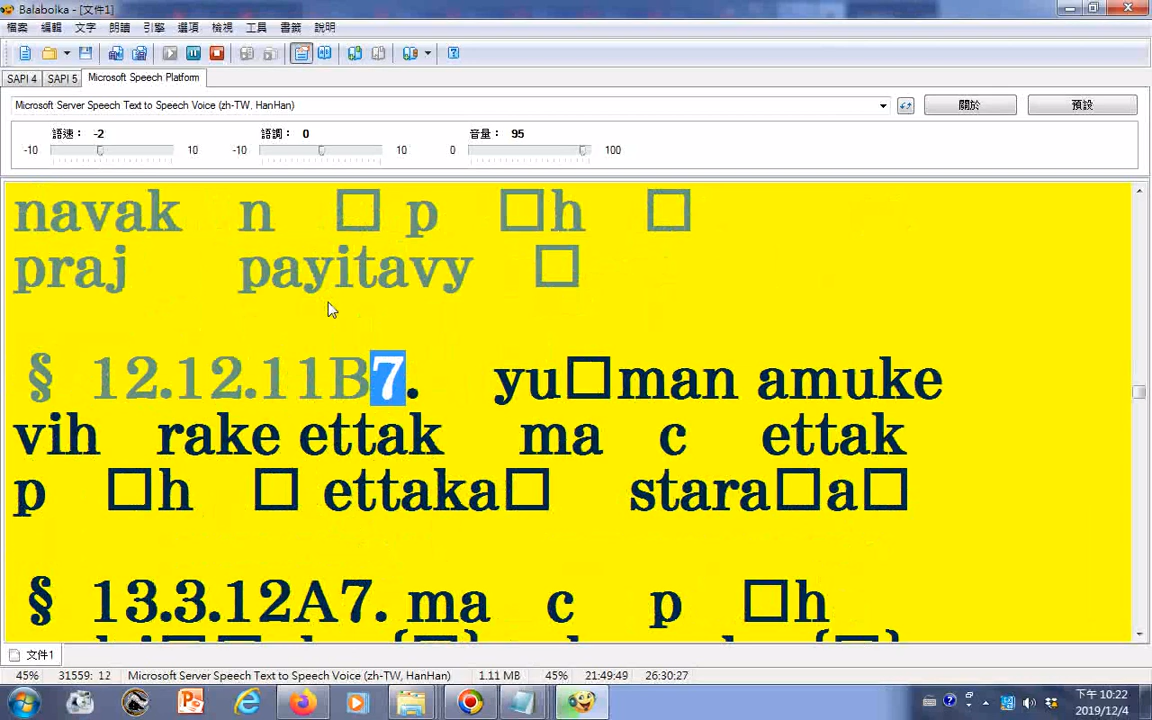 Balabolka - [文件1]
檔案 編輯 文字 朗讀 引擎 選項 檢視 工具 書籤 說明
SAPI 4 SAPI 5 Microsoft Speech Platform
Microsoft Server Speech Text to Speech Voice (zh-TW, HanHan) 關於 預設
語速： -2 語調： 0 音量： 95
-10 10 -10 10 0 100
navak n □ p □h □
praj payitavy □
§ 12.12.11B7. yu□man amuke
vih rake ettak ma c ettak
p □h □ ettaka□ stara□a□
§ 13.3.12A7. ma c p □h
文件1
45% 31559: 12 Microsoft Server Speech Text to Speech Voice (zh-TW, HanHan) 1.11 MB 45% 21:49:49 26:30:27
下午 10:22
2019/12/4